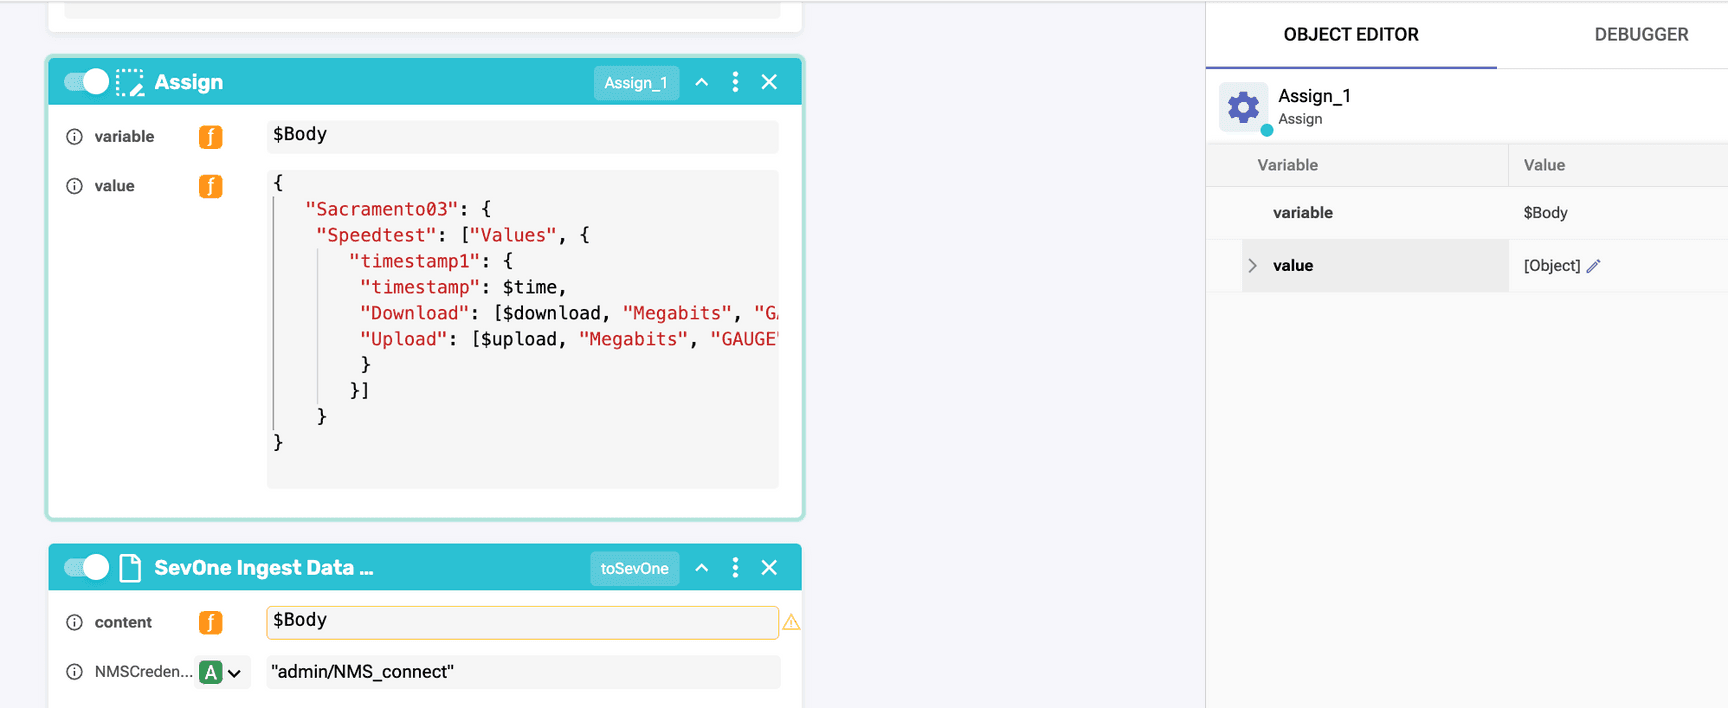 Assign
Assign_1
variable
$Body
value
{
"Sacramento03": {
"Speedtest": ["Values", {
"timestamp1": {
"timestamp": $time,
"Download": [$download, "Megabits", "GA
"Upload": [$upload, "Megabits", "GAUGE"
}
}]
}
}
SevOne Ingest Data ...
toSevOne
content
$Body
NMSCreden...
A
"admin/NMS_connect"
OBJECT EDITOR
DEBUGGER
Assign_1
Assign
Variable
Value
variable
$Body
value
[Object]